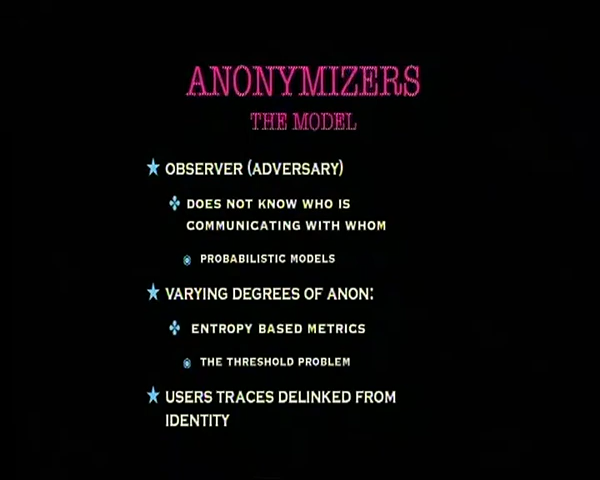 ANONYMIZERS
THE MODEL
OBSERVER (ADVERSARY)
DOES NOT KNOW WHO IS
COMMUNICATING WITH WHOM
PROBABILISTIC MODELS
VARYING DEGREES OF ANON:
ENTROPY BASED METRICS
THE THRESHOLD PROBLEM
USERS TRACES DELINKED FROM
IDENTITY